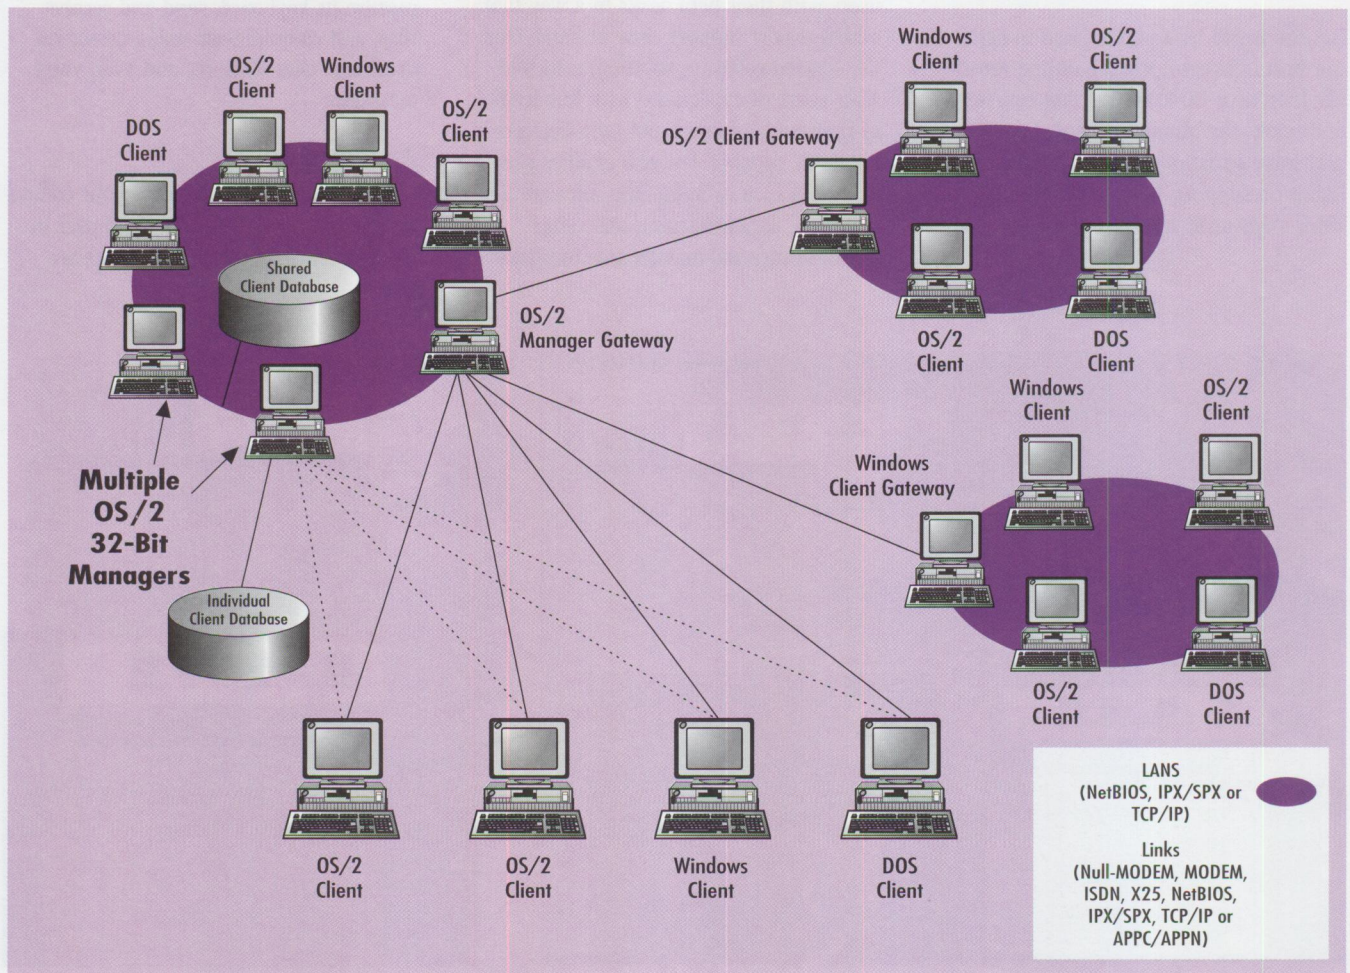 DOS
Client
OS/2
Client
Windows
Client
OS/2
Client
Shared
Client Database
OS/2
Manager Gateway
Multiple
OS/2
32-Bit
Managers
Individual
Client Database
OS/2 Client Gateway
Windows
Client
OS/2
Client
OS/2
Client
DOS
Client
Windows
Client Gateway
Windows
Client
OS/2
Client
OS/2
Client
DOS
Client
OS/2
Client
OS/2
Client
Windows
Client
DOS
Client
LANS
(NetBIOS, IPX/SPX or
TCP/IP)
Links
(Null-MODEM, MODEM,
ISDN, X25, NetBIOS,
IPX/SPX, TCP/IP or
APPC/APPN)